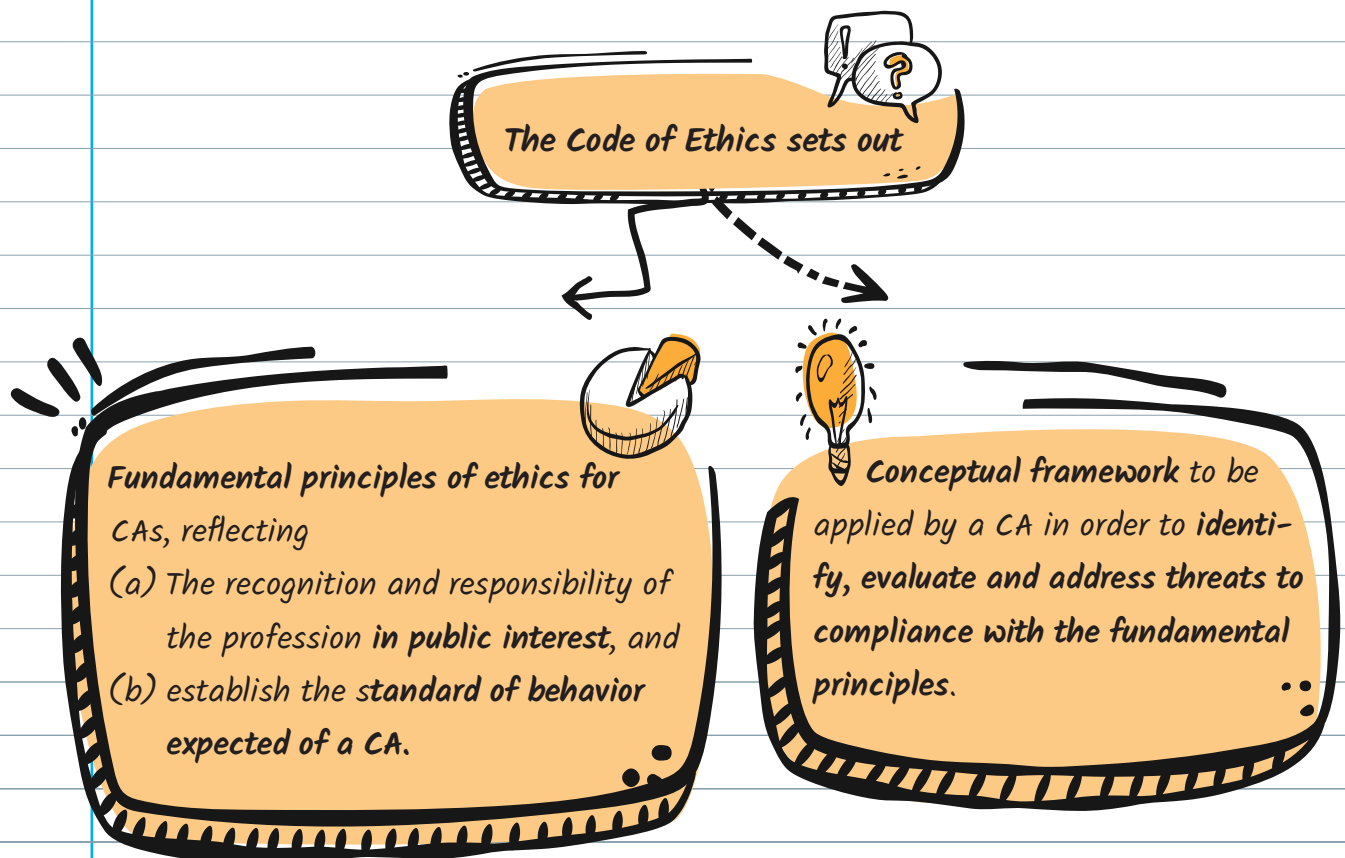 The Code of Ethics sets out
Fundamental principles of ethics for
CAs, reflecting
(a) The recognition and responsibility of
the profession in public interest, and
(b) establish the standard of behavior
expected of a CA.
Conceptual framework to be
applied by a CA in order to identi-
fy, evaluate and address threats to
compliance with the fundamental
principles.